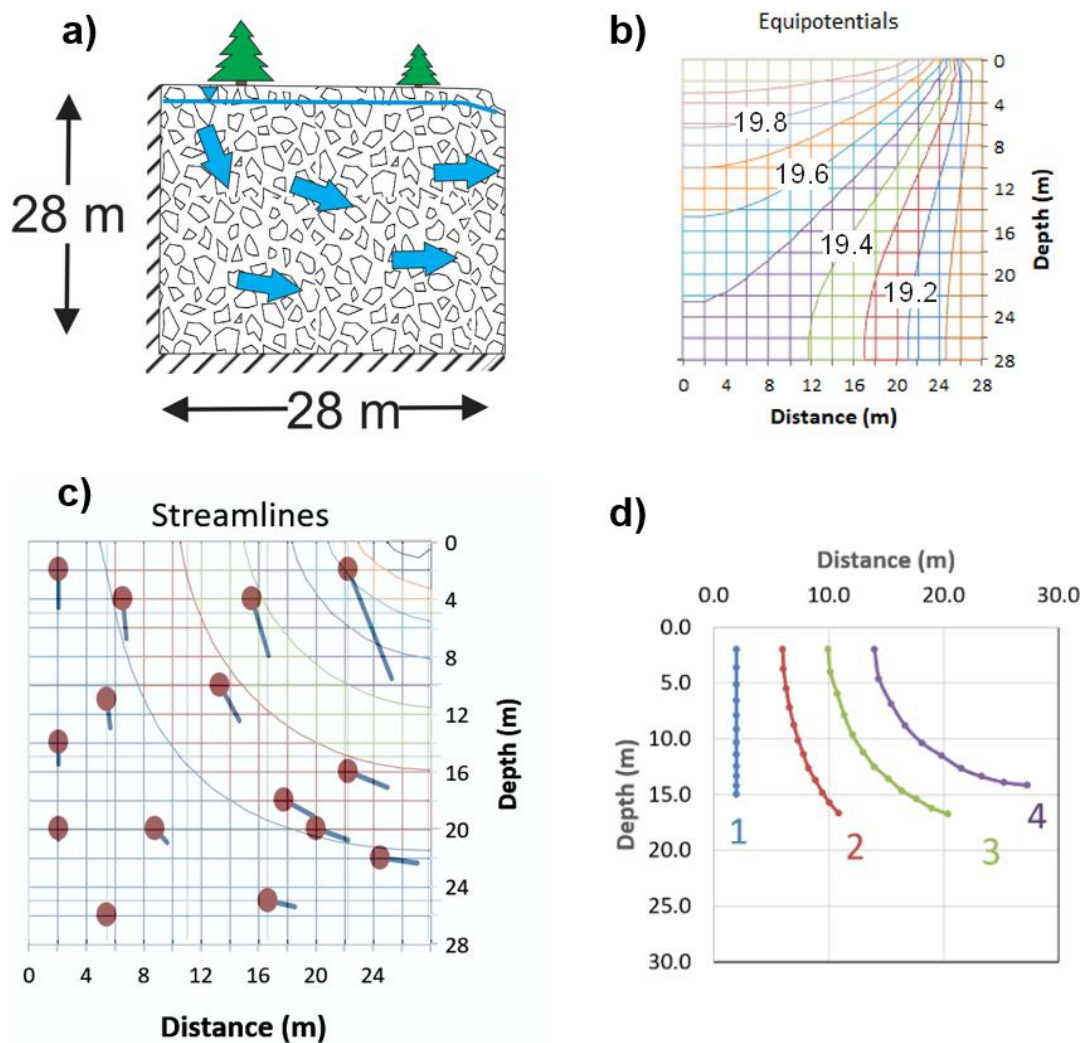 a)
28 m
28 m
b)
Equipotentials
19.8
19.6
19.4
19.2
0
4
8
12
16
20
24
28
Depth (m)
0 4 8 12 16 20 24 28
Distance (m)
c)
Streamlines
0
4
8
12
16
20
24
28
Depth (m)
0 4 8 12 16 20 24
Distance (m)
d)
Distance (m)
0.0 10.0 20.0 30.0
0.0
5.0
10.0
15.0
20.0
25.0
30.0
Depth (m)
1
2
3
4